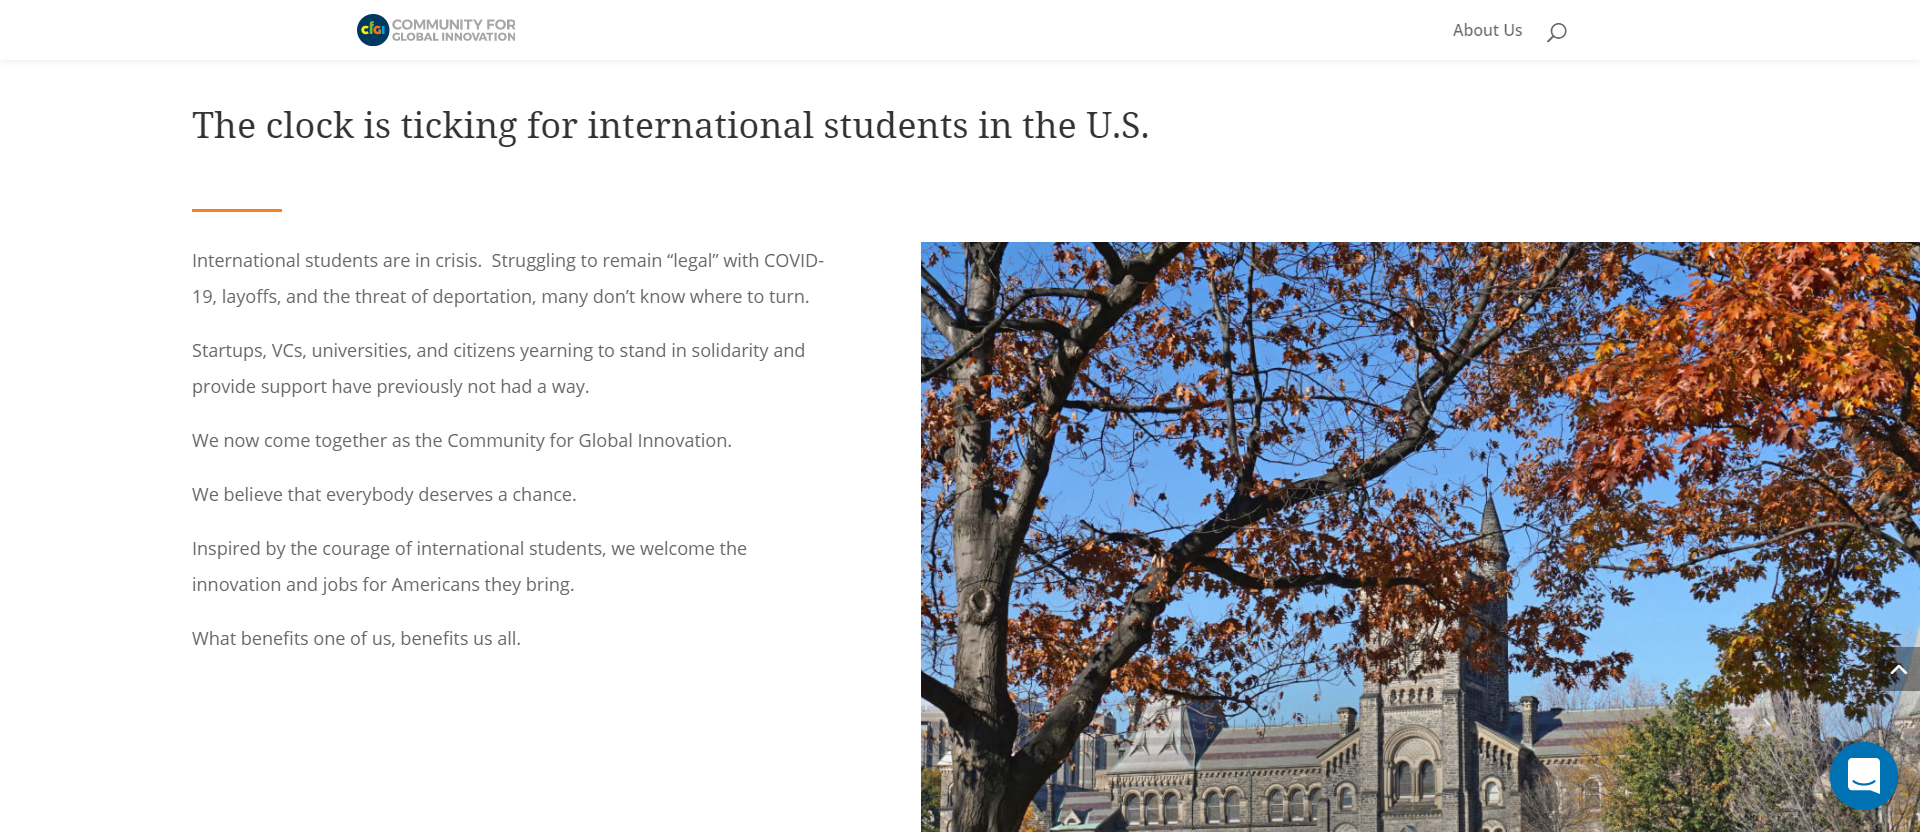 cfgi
COMMUNITY FOR
GLOBAL INNOVATION
About Us
The clock is ticking for international students in the U.S.
International students are in crisis.  Struggling to remain “legal” with COVID-
19, layoffs, and the threat of deportation, many don’t know where to turn.
Startups, VCs, universities, and citizens yearning to stand in solidarity and
provide support have previously not had a way.
We now come together as the Community for Global Innovation.
We believe that everybody deserves a chance.
Inspired by the courage of international students, we welcome the
innovation and jobs for Americans they bring.
What benefits one of us, benefits us all.